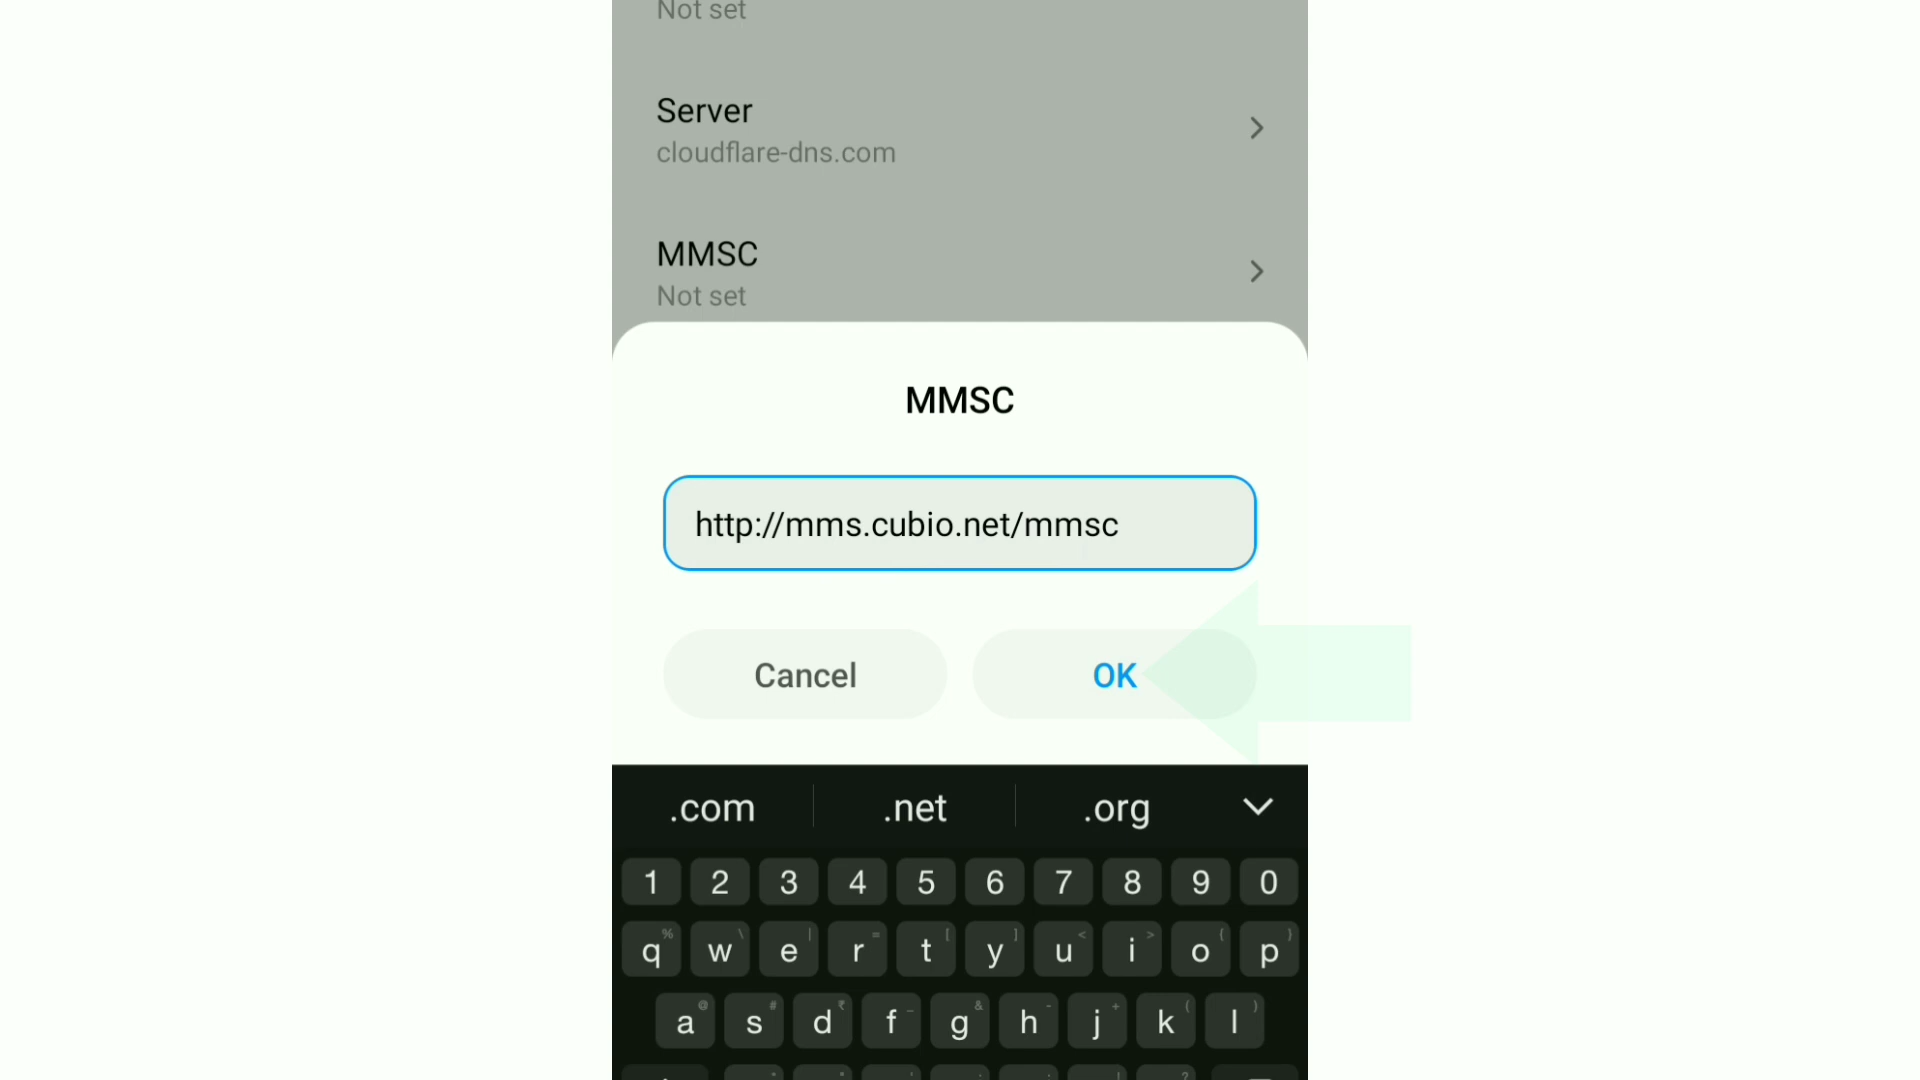 Not set
Server
cloudflare-dns.com
MMSC
Not set
MMSC
http://mms.cubio.net/mmsc
Cancel OK
.com .net .org
1 2 3 4 5 6 7 8 9 0
% \ | = [ ] < > { }
q w e r t y u i o p
@ # ₹ _ & - + ( )
a s d f g h j k l